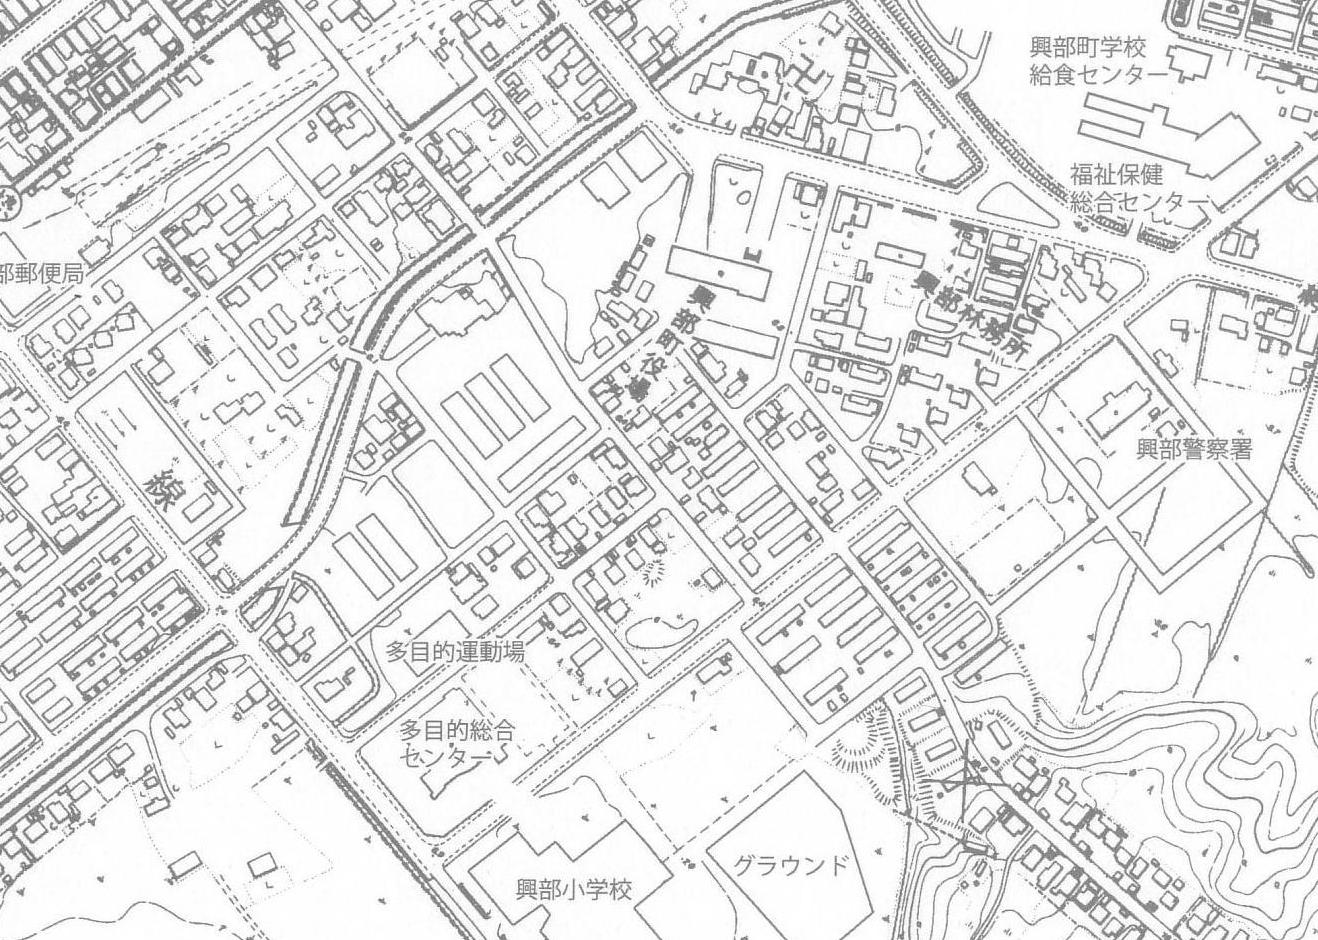 興部町学校
給食センター
福祉保健
総合センター
部郵便局
興部町役場
興部林務所
興部警察署
線
多目的運動場
多目的総合
センター
グラウンド
興部小学校